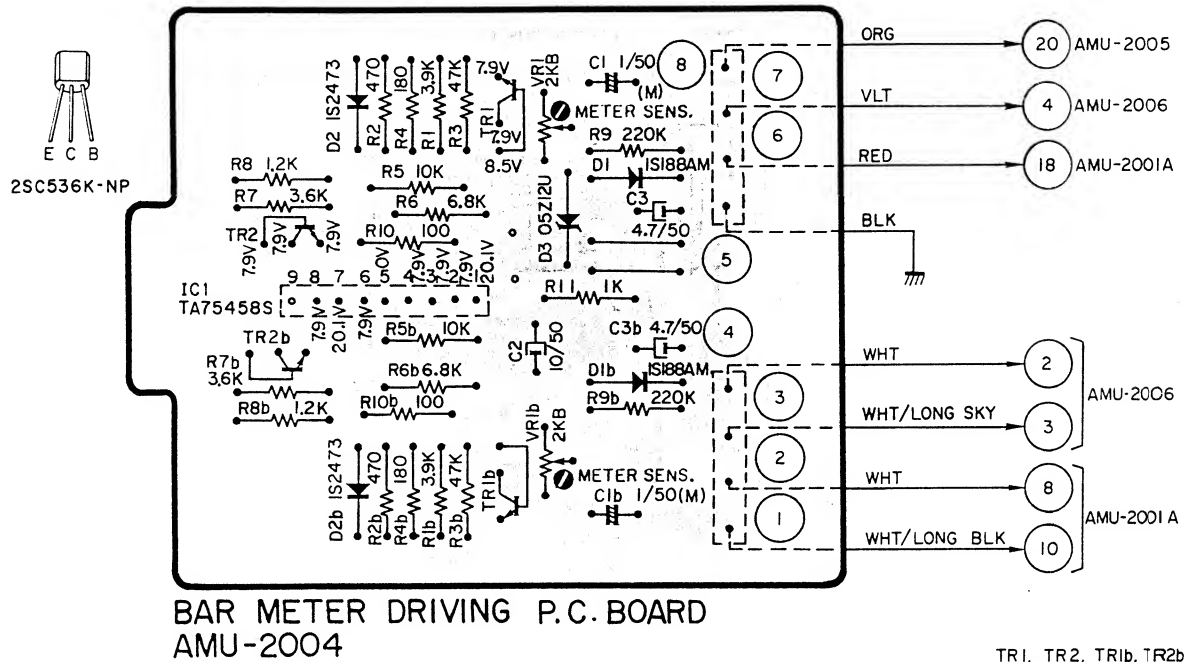 E C B
2SC536K-NP
D2 1S2473
R2 470
R4 180
R1 3.9K
R3 47K
7.9V
TR1
7.9V
8.5V
VR1
2KB
METER SENS.
C1 1/50
(M)
R9 220K
D1 1S188AM
C3
4.7/50
D3 05Z12U
R8 1.2K
R7 3.6K
TR2
7.9V
7.9V
7.9V
R5 10K
R6 6.8K
R10 100
0V
7.9V
7.9V
7.9V
20.1V
IC1
TA75458S
9 8 7 6 5 4 3 2 1
7.9V
20.1V
7.9V
R11 1K
C2
10/50
TR2b
R7b
3.6K
R8b 1.2K
R5b 10K
R6b 6.8K
R10b 100
C3b 4.7/50
D1b 1S188AM
R9b 220K
VR1b
2KB
METER SENS.
C1b 1/50(M)
D2b 1S2473
R2b 470
R4b 180
R1b 3.9K
R3b 47K
TR1b
8
7
6
5
4
3
2
1
ORG 20 AMU-2005
VLT 4 AMU-2006
RED 18 AMU-2001A
BLK
WHT 2
WHT/LONG SKY 3
AMU-2006
WHT 8
WHT/LONG BLK 10
AMU-2001A
BAR METER DRIVING P.C. BOARD
AMU-2004
TR1, TR2, TR1b, TR2b